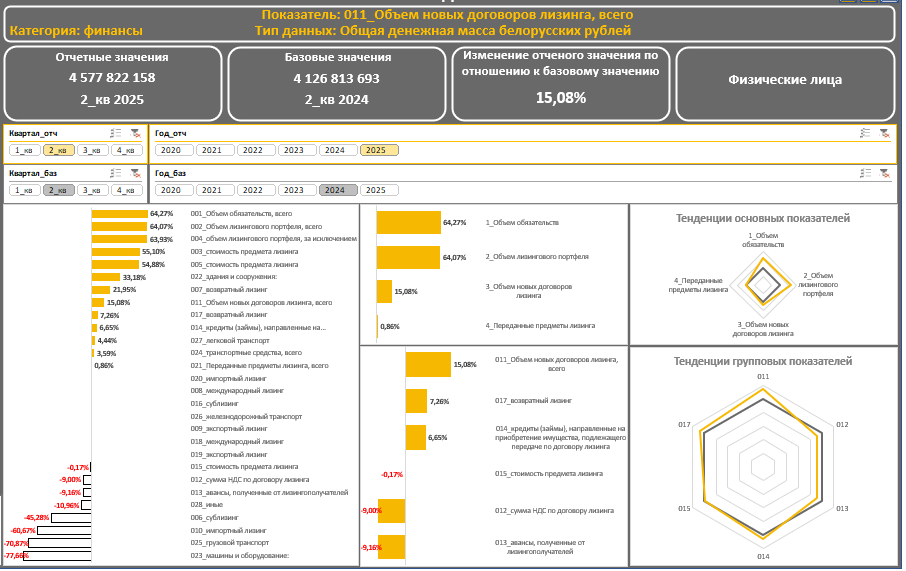 Показатель: 011_Объем новых договоров лизинга, всего
Категория: финансы
Тип данных: Общая денежная масса белорусских рублей
Отчетные значения
4 577 822 158
2_кв 2025
Базовые значения
4 126 813 693
2_кв 2024
Изменение отченого значения по
отношению к базовому значению
15,08%
Физические лица
Квартал_отч
1_кв 2_кв 3_кв 4_кв
Год_отч
2020 2021 2022 2023 2024 2025
Квартал_баз
1_кв 2_кв 3_кв 4_кв
Год_баз
2020 2021 2022 2023 2024 2025
64,27% 001_Объем обязательств, всего
64,07% 002_Объем лизингового портфеля, всего
63,93% 004_объем лизингового портфеля, за исключением
55,10% 003_стоимость предмета лизинга
54,88% 005_стоимость предмета лизинга
33,18% 022_здания и сооружения:
21,95% 007_возвратный лизинг
15,08% 011_Объем новых договоров лизинга, всего
7,26% 017_возвратный лизинг
6,65% 014_кредиты (займы), направленные на...
4,44% 027_легковой транспорт
3,59% 024_транспортные средства, всего
0,86% 021_Переданные предметы лизинга, всего
020_импортный лизинг
008_международный лизинг
016_сублизинг
026_железнодорожный транспорт
009_экспортный лизинг
018_международный лизинг
019_экспортный лизинг
-0,17% 015_стоимость предмета лизинга
-9,00% 012_сумма НДС по договору лизинга
-9,16% 013_авансы, полученные от лизингополучателей
-10,96% 028_иные
-45,28% 006_сублизинг
-60,67% 010_импортный лизинг
-70,87% 025_грузовой транспорт
-77,66% 023_машины и оборудование:
64,27% 1_Объем обязательств
64,07% 2_Объем лизингового портфеля
15,08% 3_Объем новых договоров
лизинга
0,86% 4_Переданные предметы лизинга
15,08% 011_Объем новых договоров лизинга,
всего
7,26% 017_возвратный лизинг
6,65% 014_кредиты (займы), направленные на
приобретение имущества, подлежащего
передаче по договору лизинга
-0,17% 015_стоимость предмета лизинга
-9,00% 012_сумма НДС по договору лизинга
-9,16% 013_авансы, полученные от
лизингополучателей
Тенденции основных показателей
1_Объем
обязательств
4_Переданные
предметы лизинга
2_Объем
лизингового
портфеля
3_Объем новых
договоров лизинга
Тенденции групповых показателей
011
017 012
015 013
014